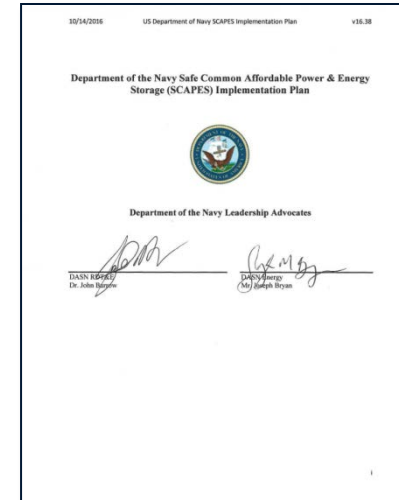 10/14/2016 US Department of Navy SCAPES Implementation Plan v16.38
Department of the Navy Safe Common Affordable Power & Energy
Storage (SCAPES) Implementation Plan
Department of the Navy Leadership Advocates
DASN RDT&E DASN Energy
Dr. John Burrow Mr. Joseph Bryan
i